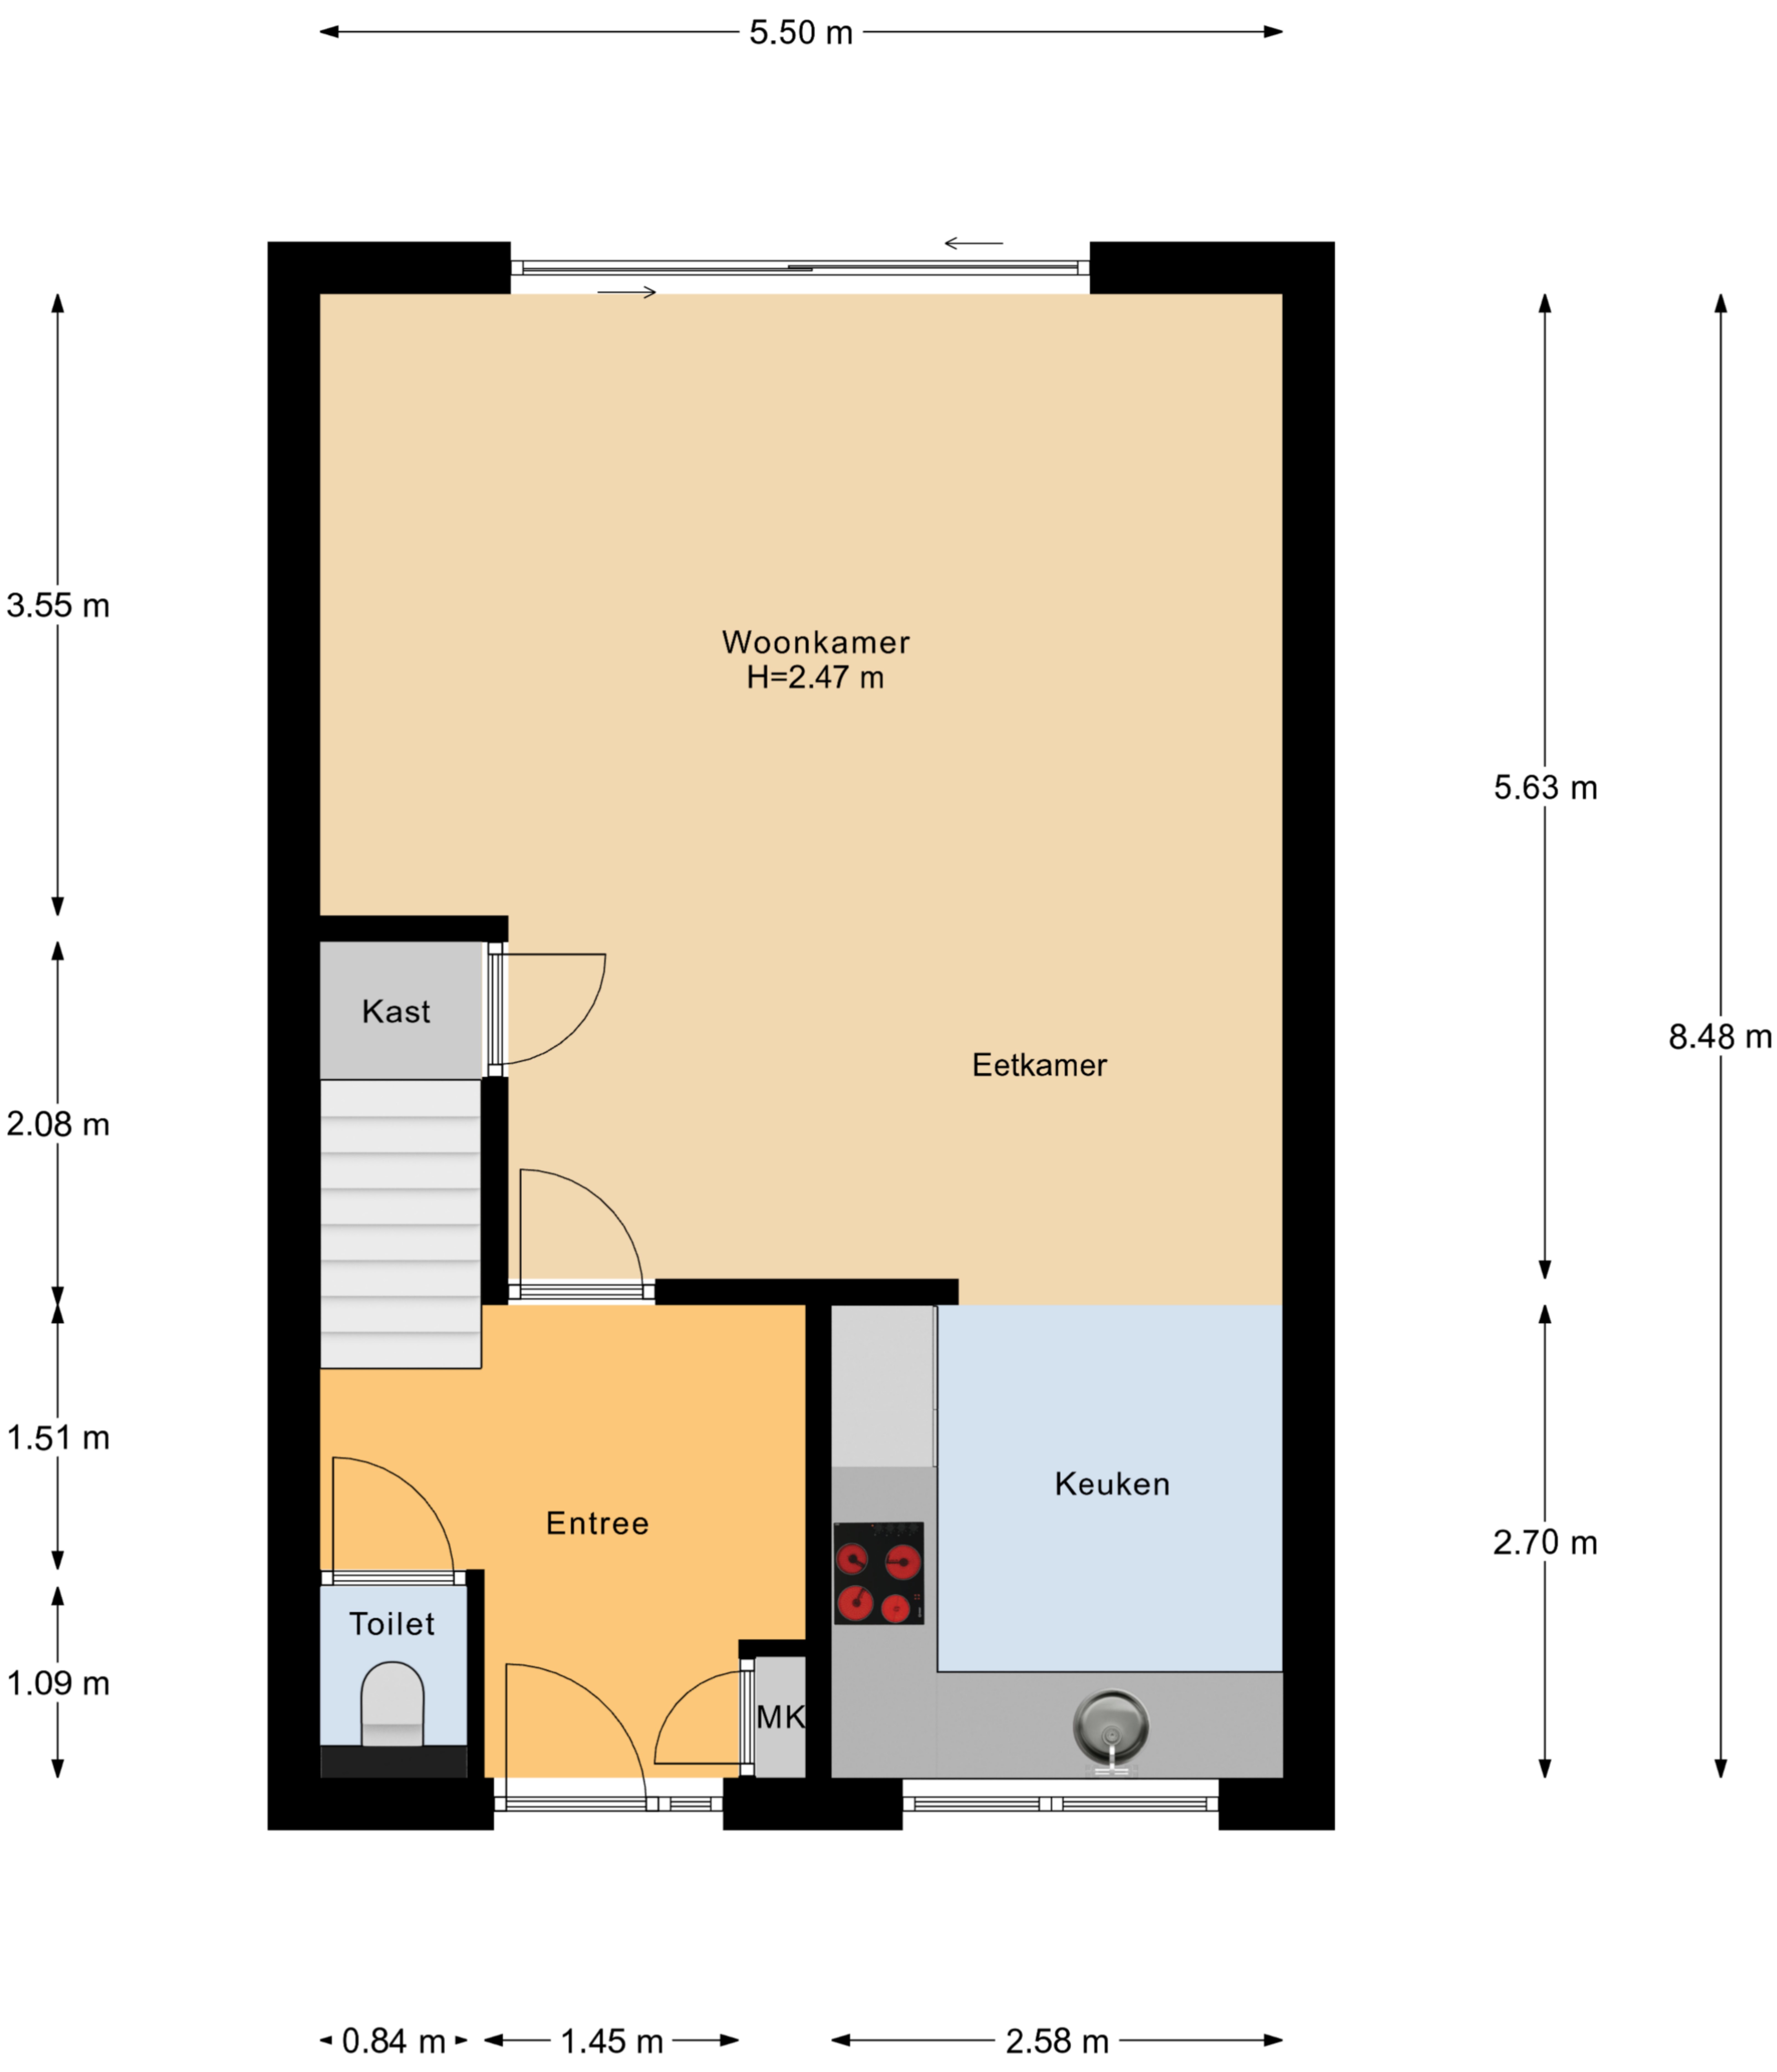 5.50 m
Woonkamer
H=2.47 m
3.55 m
5.63 m
8.48 m
Kast
Eetkamer
2.08 m
1.51 m
Entree
Keuken
2.70 m
Toilet
1.09 m
MK
0.84 m
1.45 m
2.58 m